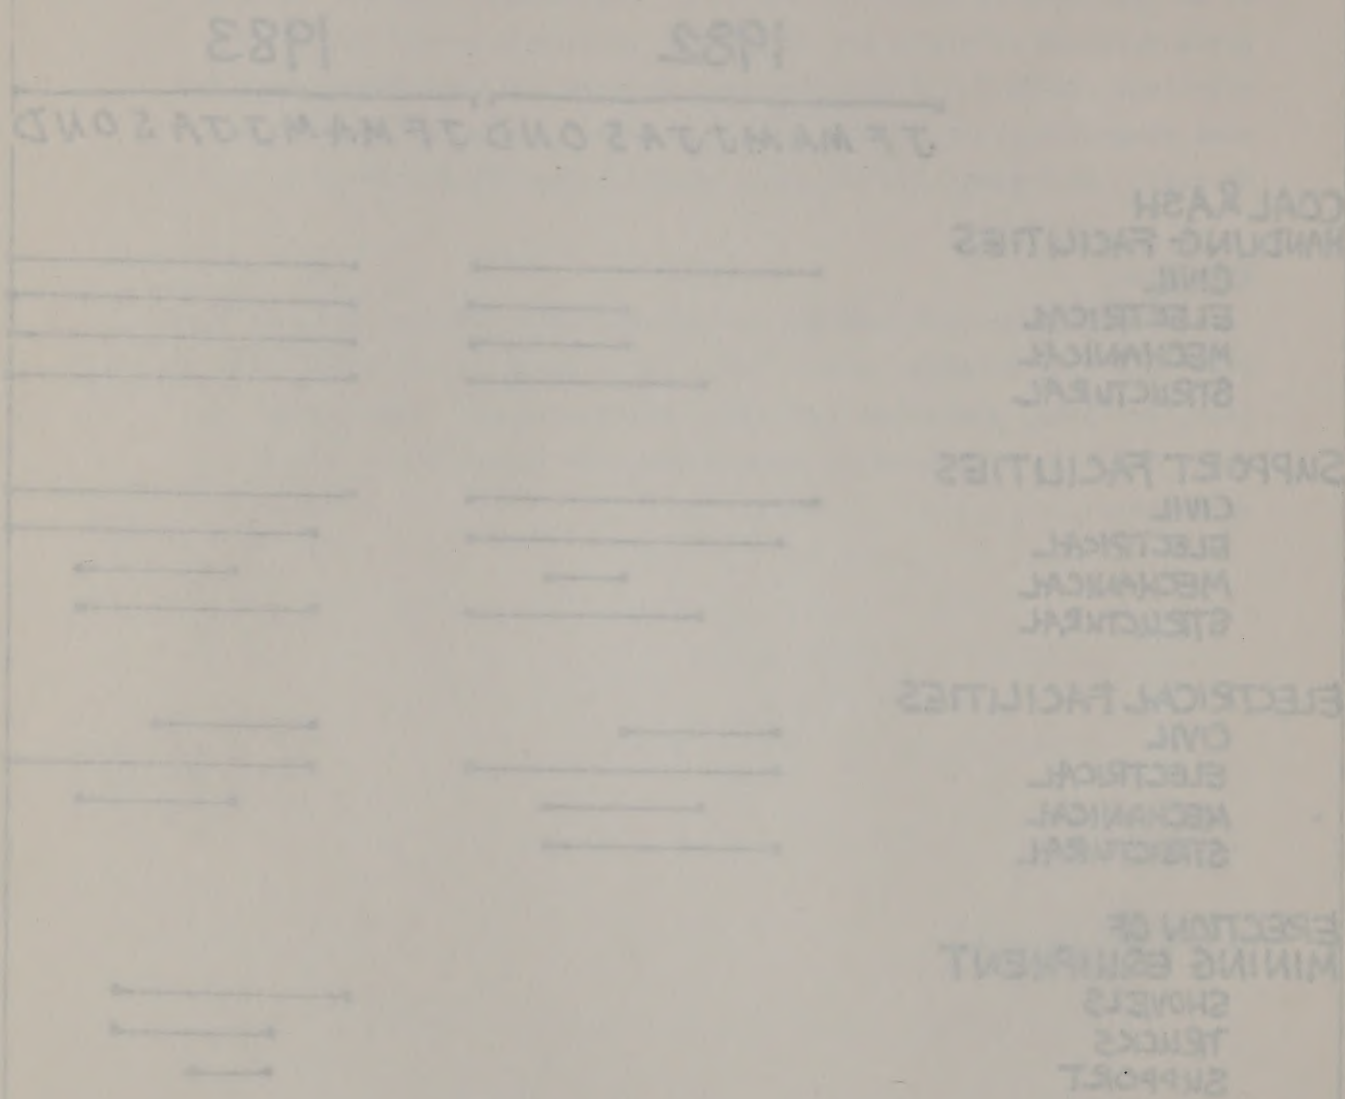 1982 1983
J F M A M J J A S O N D J F M A M J J A S O N D
COAL & ASH
HANDLING FACILITIES
CIVIL
ELECTRICAL
MECHANICAL
STRUCTURAL
SUPPORT FACILITIES
CIVIL
ELECTRICAL
MECHANICAL
STRUCTURAL
ELECTRICAL FACILITIES
CIVIL
ELECTRICAL
MECHANICAL
STRUCTURAL
ERECTION OF
MINING EQUIPMENT
SHOVELS
TRUCKS
SUPPORT